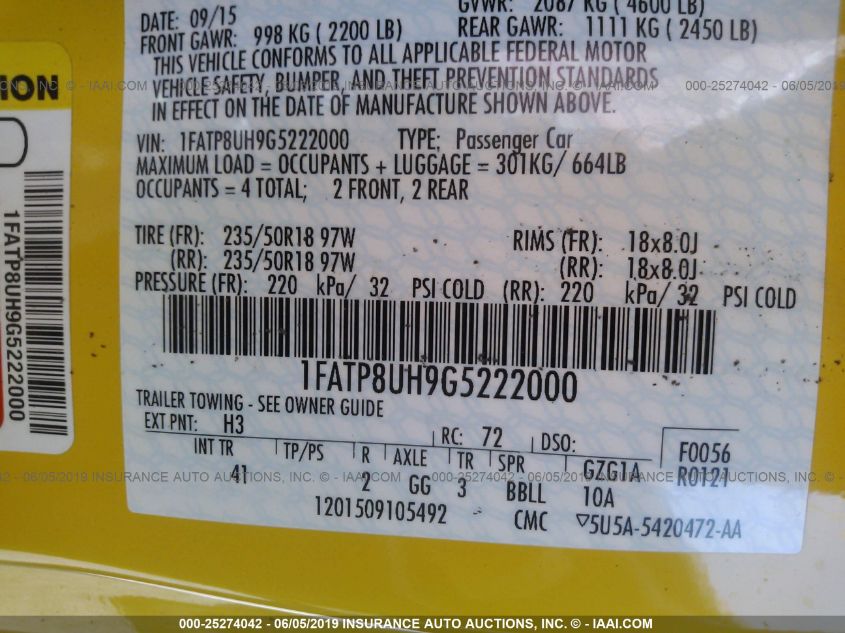 DATE: 09/15
GVWR: 2087 KG ( 4600 LB)
FRONT GAWR: 998 KG ( 2200 LB)
REAR GAWR: 1111 KG ( 2450 LB)
THIS VEHICLE CONFORMS TO ALL APPLICABLE FEDERAL MOTOR
VEHICLE SAFETY, BUMPER, AND THEFT PREVENTION STANDARDS
IN EFFECT ON THE DATE OF MANUFACTURE SHOWN ABOVE.
VIN: 1FATP8UH9G5222000 TYPE: Passenger Car
MAXIMUM LOAD = OCCUPANTS + LUGGAGE = 301KG/ 664LB
OCCUPANTS = 4 TOTAL; 2 FRONT, 2 REAR
TIRE (FR): 235/50R18 97W RIMS (FR): 18x8.0J
(RR): 235/50R18 97W (RR): 18x8.0J
PRESSURE (FR): 220 kPa/ 32 PSI COLD (RR): 220 kPa/ 32 PSI COLD
1FATP8UH9G5222000
TRAILER TOWING - SEE OWNER GUIDE
EXT PNT: H3 RC: 72 DSO: F0056
INT TR TP/PS R AXLE TR SPR GZG1A R0121
41 2 GG 3 BBLL 10A
1201509105492 CMC ▽5U5A-5420472-AA
1FATP8UH9G5222000
000-25274042 - 06/05/2019 INSURANCE AUTO AUCTIONS, INC. © - IAAI.COM